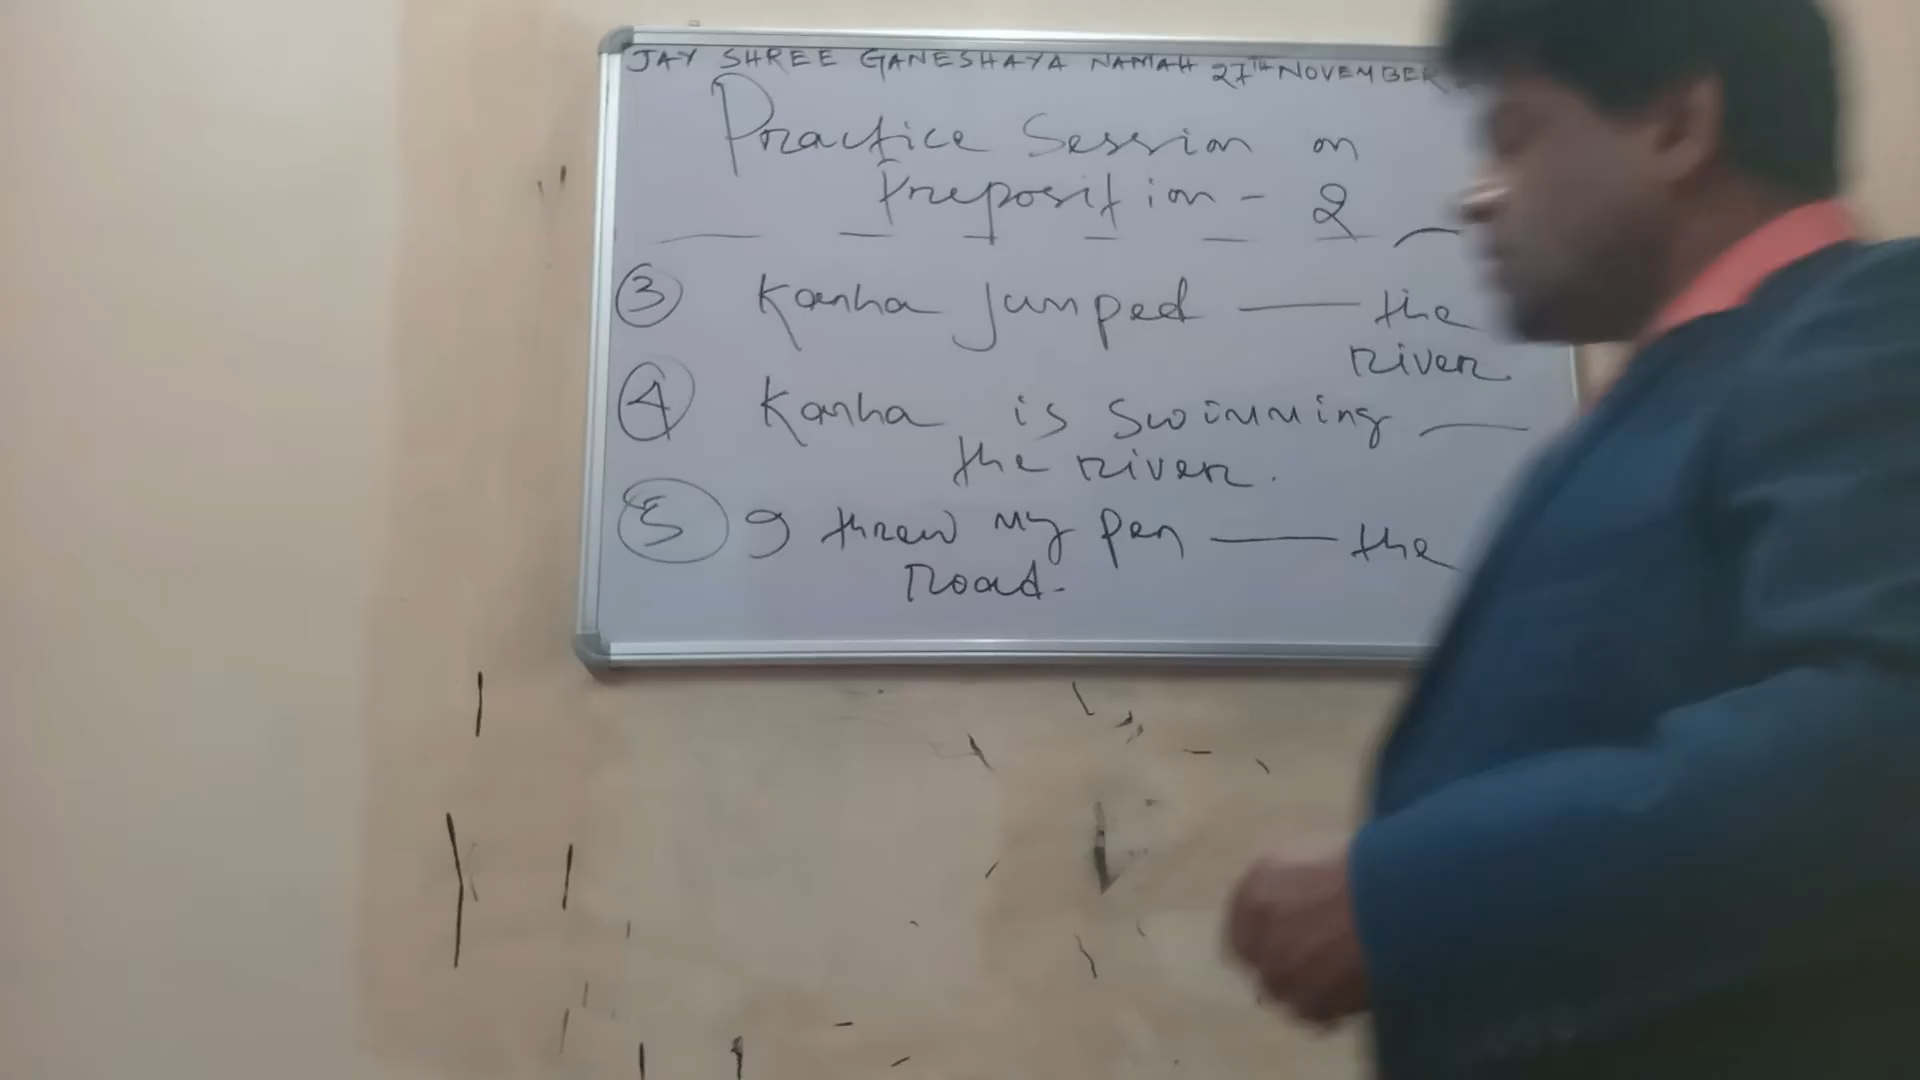 JAY SHREE GANESHAYA NAMAH 27TH NOVEMBER
Practice Session on
Preposition - 2
3 Kanha jumped — the
river.
4 Kanha is swimming —
the river.
5 I threw my pen — the
road.